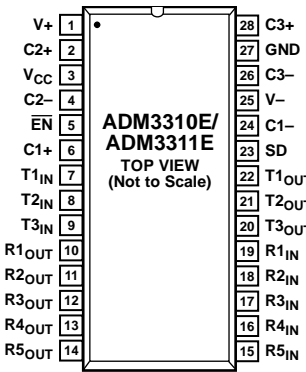 V+ 1 28 C3+
C2+ 2 27 GND
VCC 3 26 C3–
C2– 4 25 V–
EN 5 24 C1–
C1+ 6 23 SD
T1IN 7 22 T1OUT
T2IN 8 21 T2OUT
T3IN 9 20 T3OUT
R1OUT 10 19 R1IN
R2OUT 11 18 R2IN
R3OUT 12 17 R3IN
R4OUT 13 16 R4IN
R5OUT 14 15 R5IN
ADM3310E/
ADM3311E
TOP VIEW
(Not to Scale)